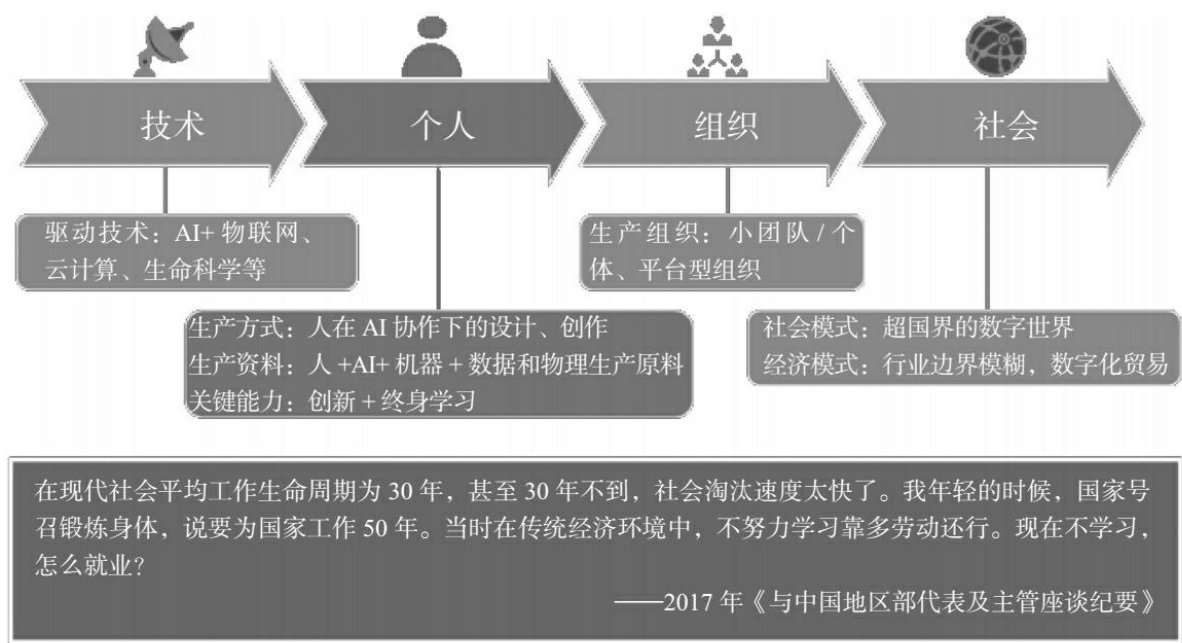 技术
个人
组织
社会
驱动技术：AI+ 物联网、
云计算、生命科学等
生产方式：人在 AI 协作下的设计、创作
生产资料：人 +AI+ 机器 + 数据和物理生产原料
关键能力：创新 + 终身学习
生产组织：小团队 / 个
体、平台型组织
社会模式：超国界的数字世界
经济模式：行业边界模糊，数字化贸易
在现代社会平均工作生命周期为 30 年，甚至 30 年不到，社会淘汰速度太快了。我年轻的时候，国家号
召锻炼身体，说要为国家工作 50 年。当时在传统经济环境中，不努力学习靠多劳动还行。现在不学习，
怎么就业？
——2017 年《与中国地区部代表及主管座谈纪要》